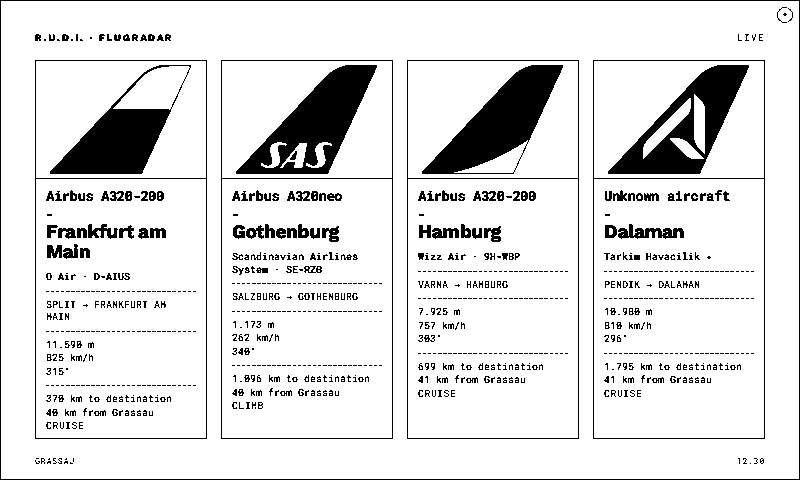 R.U.D.I. · FLUGRADAR
LIVE
SAS
Airbus A320-200
-
Frankfurt am
Main
O Air · D-AIUS
SPLIT → FRANKFURT AM
MAIN
11.590 m
825 km/h
315°
370 km to destination
40 km from Grassau
CRUISE
Airbus A320neo
-
Gothenburg
Scandinavian Airlines
System · SE-RZB
SALZBURG → GOTHENBURG
1.173 m
262 km/h
340°
1.096 km to destination
40 km from Grassau
CLIMB
Airbus A320-200
-
Hamburg
Wizz Air · 9H-WBP
VARNA → HAMBURG
7.925 m
757 km/h
303°
699 km to destination
41 km from Grassau
CRUISE
Unknown aircraft
-
Dalaman
Tarkim Havacilik ·
PENDIK → DALAMAN
10.980 m
810 km/h
296°
1.795 km to destination
41 km from Grassau
CRUISE
GRASSAU
12.30